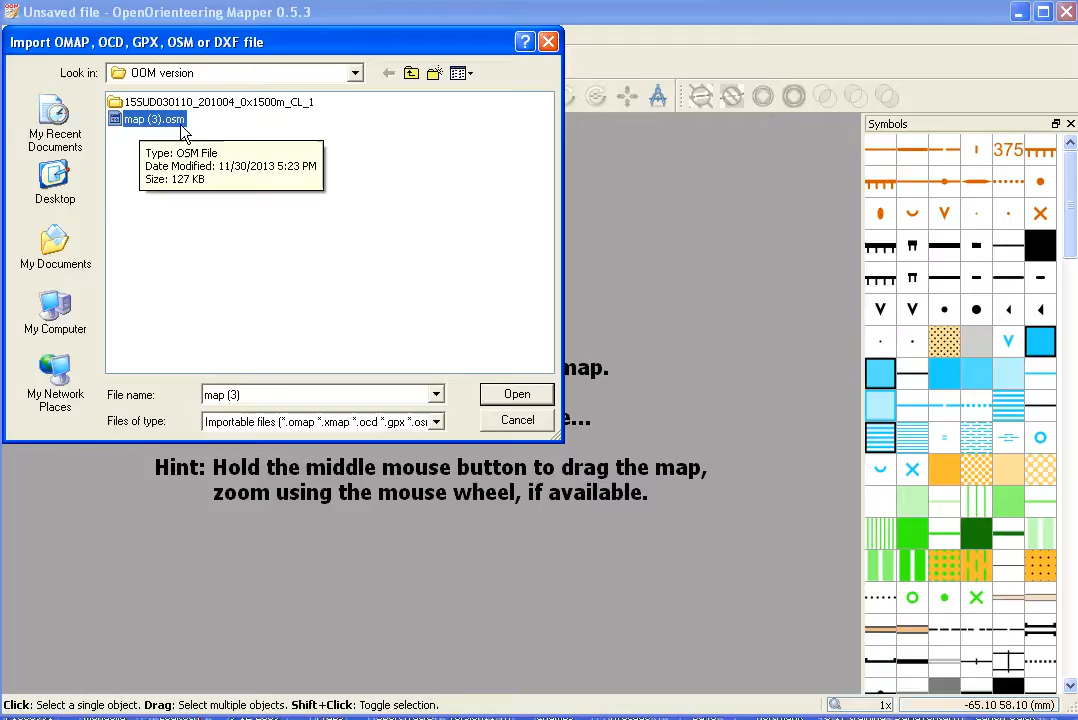 Unsaved file - OpenOrienteering Mapper 0.5.3
Import OMAP, OCD, GPX, OSM or DXF file
Look in:
OOM version
My Recent
Documents
Desktop
My Documents
My Computer
My Network
Places
15SUD030110_201004_0x1500m_CL_1
map (3).osm
Type: OSM File
Date Modified: 11/30/2013 5:23 PM
Size: 127 KB
File name:
map (3)
Open
Files of type:
Importable files (*.omap *.xmap *.ocd *.gpx *.osm
Cancel
map.
e...
Hint: Hold the middle mouse button to drag the map,
zoom using the mouse wheel, if available.
Symbols
375
Click: Select a single object. Drag: Select multiple objects. Shift+Click: Toggle selection.
1x
-65.10 58.10 (mm)